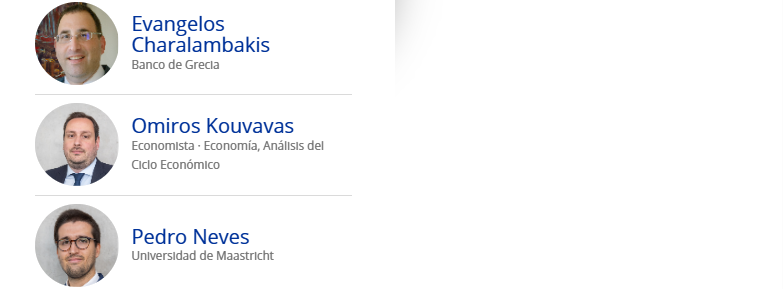 Evangelos
Charalambakis
Banco de Grecia
Omiros Kouvavas
Economista · Economía, Análisis del
Ciclo Económico
Pedro Neves
Universidad de Maastricht